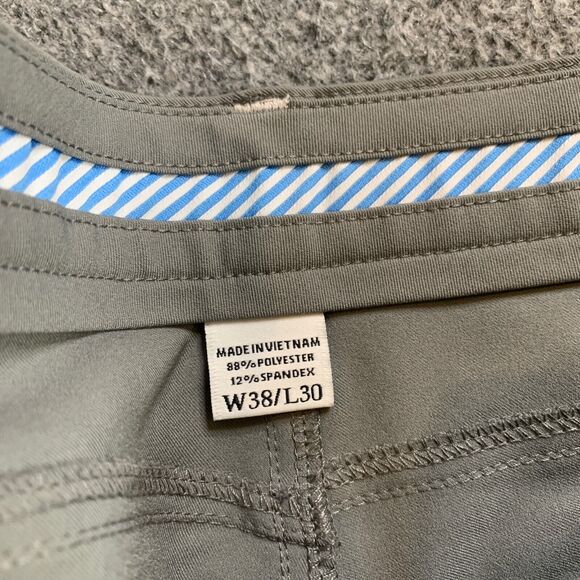 MADE IN VIETNAM
88% POLYESTER
12% SPANDEX
W38/L30